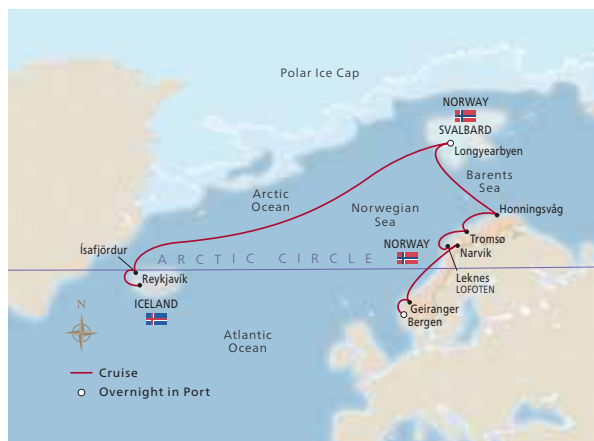 Polar Ice Cap
NORWAY
SVALBARD
Longyearbyen
Barents
Sea
Arctic
Ocean
Norwegian
Sea
Honningsvåg
Tromsø
Narvik
NORWAY
Ísafjördur
ARCTIC CIRCLE
Reykjavík
Leknes
LOFOTEN
ICELAND
Geiranger
Bergen
N
Atlantic
Ocean
Cruise
Overnight in Port